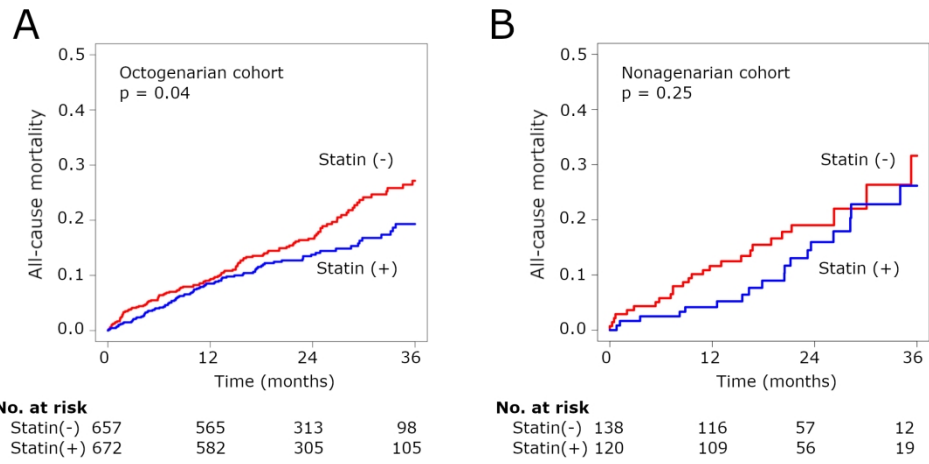 A
0.5
0.4
0.3
0.2
0.1
0.0
All-cause mortality
Octogenarian cohort
p = 0.04
Statin (-)
Statin (+)
0 12 24 36
Time (months)
No. at risk
Statin(-) 657 565 313 98
Statin(+) 672 582 305 105
B
0.5
0.4
0.3
0.2
0.1
0.0
All-cause mortality
Nonagenarian cohort
p = 0.25
Statin (-)
Statin (+)
0 12 24 36
Time (months)
No. at risk
Statin(-) 138 116 57 12
Statin(+) 120 109 56 19